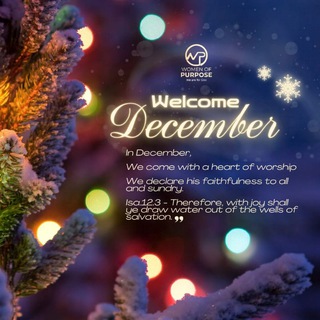 WOMEN OF
PURPOSE
Welcome
December
In December,
We come with a heart of worship
We declare his faithfulness to all
and sundry.
Isa.12:3 - Therefore, with joy shall
ye draw water out of the wells of
salvation.”